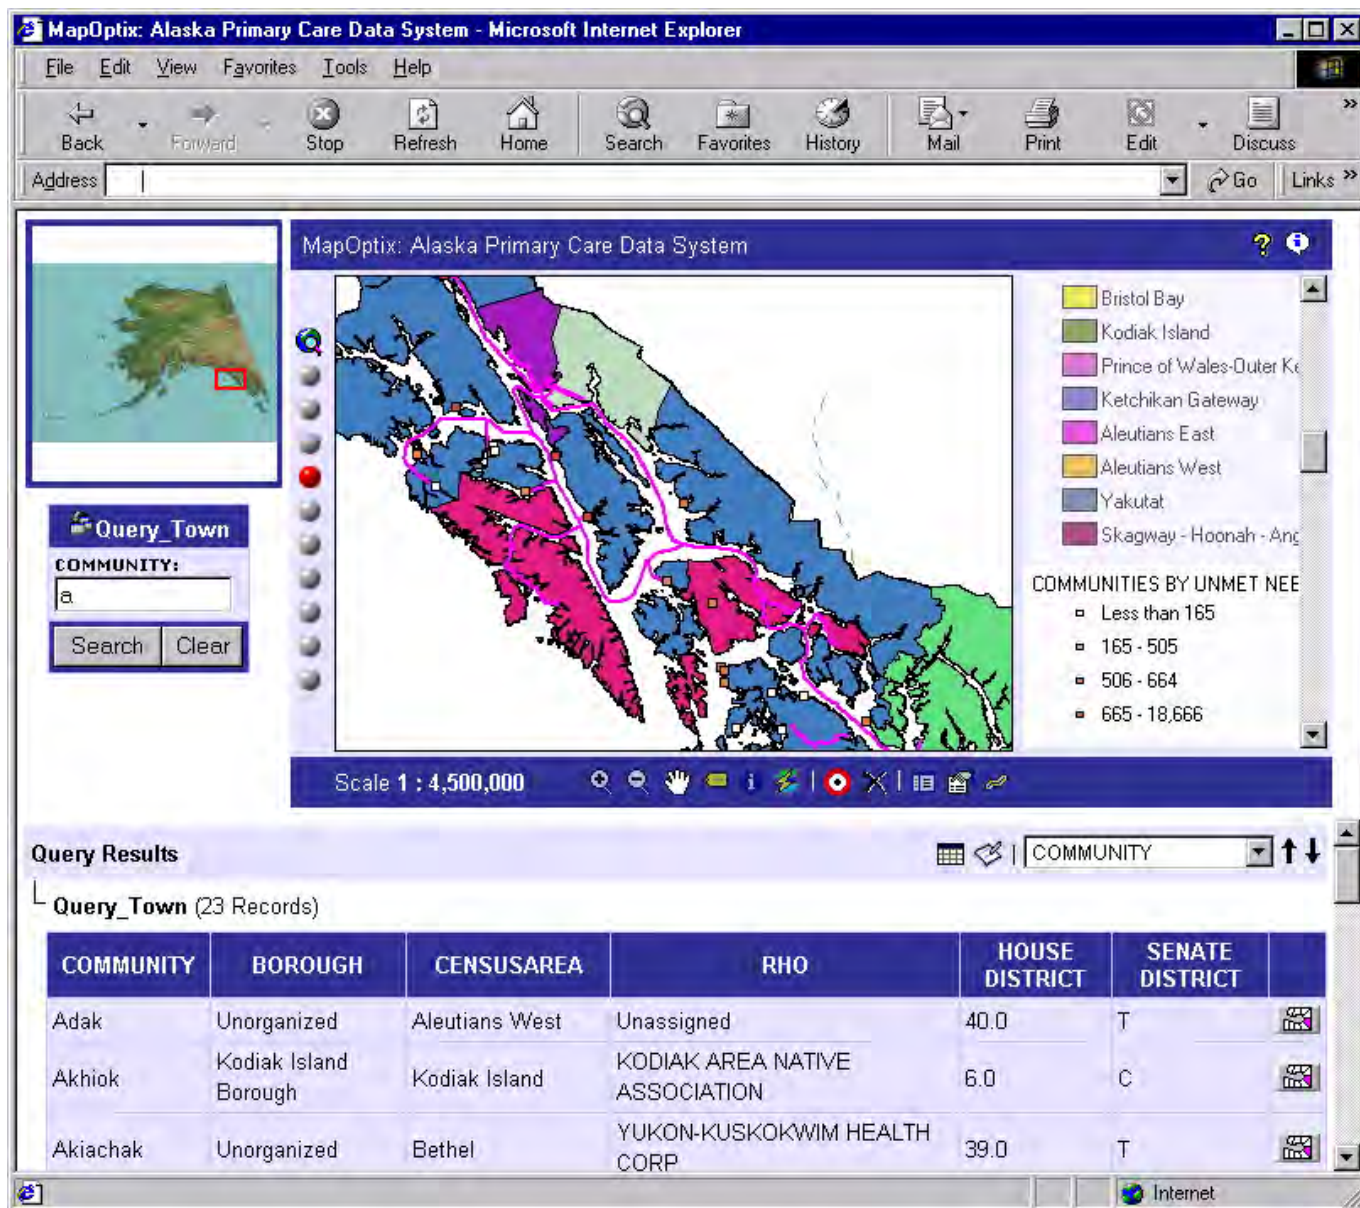 MapOptix: Alaska Primary Care Data System - Microsoft Internet Explorer
File Edit View Favorites Tools Help
Back Forward Stop Refresh Home Search Favorites History Mail Print Edit Discuss
Address Go Links
MapOptix: Alaska Primary Care Data System
Bristol Bay
Kodiak Island
Prince of Wales-Outer Ke
Ketchikan Gateway
Aleutians East
Aleutians West
Yakutat
Skagway - Hoonah - Ang
COMMUNITIES BY UNMET NEE
Less than 165
165 - 505
506 - 664
665 - 18,666
Query_Town
COMMUNITY:
a
Search Clear
Scale 1 : 4,500,000
Query Results
COMMUNITY
Query_Town (23 Records)
COMMUNITY BOROUGH CENSUSAREA RHO HOUSE DISTRICT SENATE DISTRICT
Adak Unorganized Aleutians West Unassigned 40.0 T
Akhiok Kodiak Island Borough Kodiak Island KODIAK AREA NATIVE ASSOCIATION 6.0 C
Akiachak Unorganized Bethel YUKON-KUSKOKWIM HEALTH CORP 39.0 T
Internet